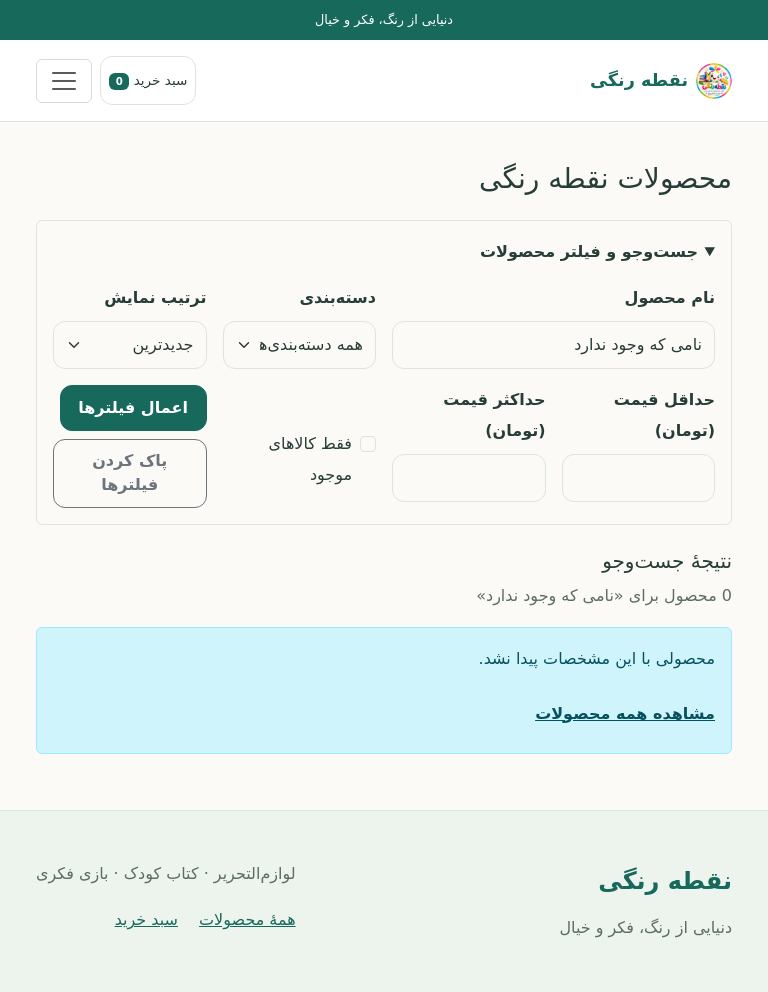 دنیایی از رنگ، فکر و خیال
نقطه رنگی
سبد خرید 0
محصولات نقطه رنگی
▼ جست‌وجو و فیلتر محصولات
نام محصول
دسته‌بندی
ترتیب نمایش
نامی که وجود ندارد
همه دسته‌بندی‌ه
جدیدترین
حداقل قیمت
(تومان)
حداکثر قیمت
(تومان)
فقط کالاهای
موجود
اعمال فیلترها
پاک کردن
فیلترها
نتیجهٔ جست‌وجو
0 محصول برای «نامی که وجود ندارد»
محصولی با این مشخصات پیدا نشد.
مشاهده همه محصولات
نقطه رنگی
دنیایی از رنگ، فکر و خیال
لوازم‌التحریر · کتاب کودک · بازی فکری
همهٔ محصولات
سبد خرید